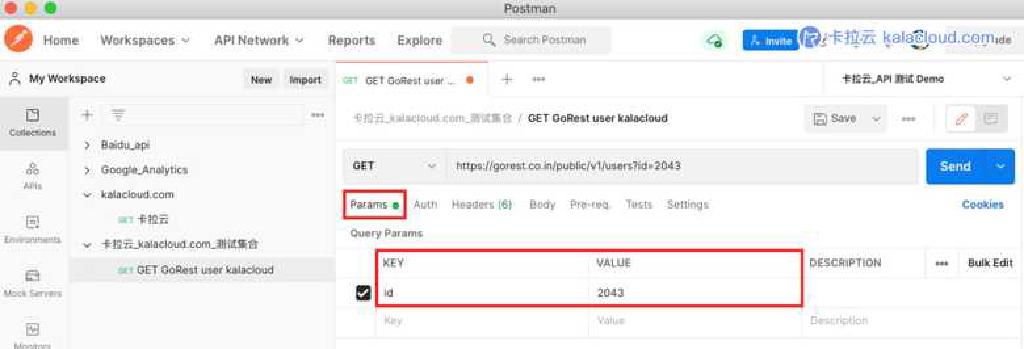 Postman
Home Workspaces API Network Reports Explore Search Postman Invite 卡拉云 kalacloud.com
My Workspace New Import GET GET GoRest user ... 卡拉云_API 测试 Demo
Collections
卡拉云_kalacloud.com_测试集合 / GET GoRest user kalacloud Save
Baidu_api
GET https://gorest.co.in/public/v1/users?id=2043 Send
Google_Analytics
APIs
kalacloud.com
Params Auth Headers (6) Body Pre-req. Tests Settings Cookies
GET 卡拉云
Query Params
Environments
卡拉云_kalacloud.com_测试集合
KEY VALUE DESCRIPTION Bulk Edit
GET GET GoRest user kalacloud
Mock Servers
id 2043
Key Value Description
Monitors